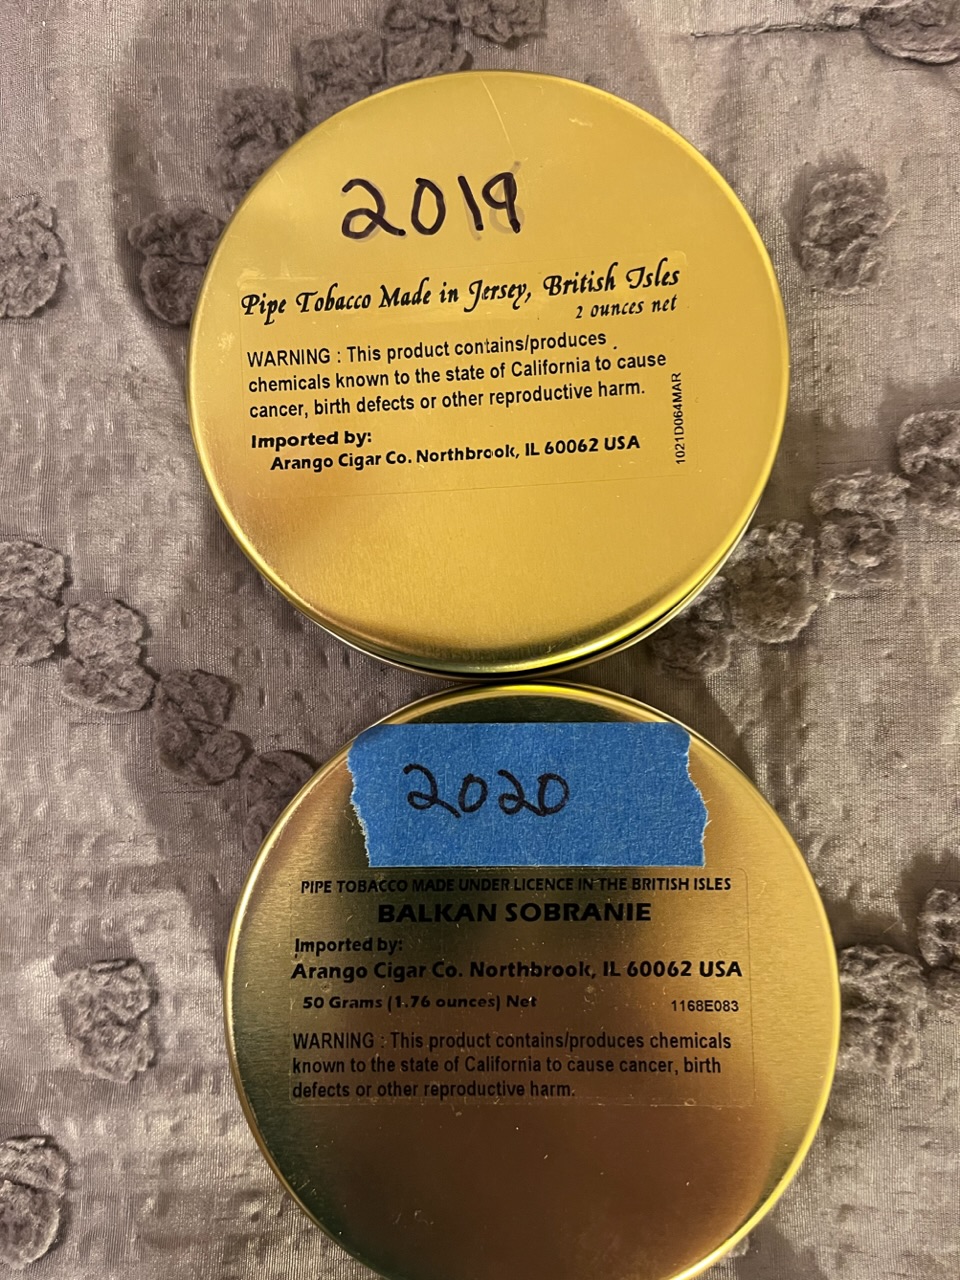 2019
Pipe Tobacco Made in Jersey, British Isles
2 ounces net
WARNING : This product contains/produces
chemicals known to the state of California to cause
cancer, birth defects or other reproductive harm.
Imported by:
Arango Cigar Co. Northbrook, IL 60062 USA
1021D064MAR
2020
PIPE TOBACCO MADE UNDER LICENCE IN THE BRITISH ISLES
BALKAN SOBRANIE
Imported by:
Arango Cigar Co. Northbrook, IL 60062 USA
50 Grams (1.76 ounces) Net
1168E083
WARNING : This product contains/produces chemicals
known to the state of California to cause cancer, birth
defects or other reproductive harm.